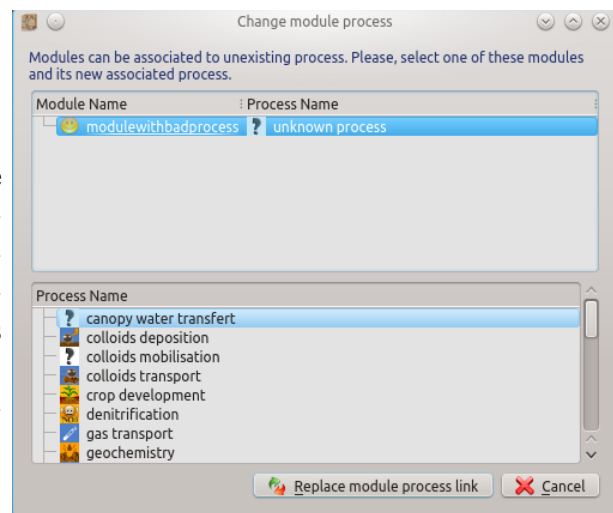 Change module process
Modules can be associated to unexisting process. Please, select one of these modules
and its new associated process.
Module Name Process Name
modulewithbadprocess ? unknown process
Process Name
? canopy water transfert
colloids deposition
? colloids mobilisation
colloids transport
crop development
denitrification
gas transport
geochemistry
Replace module process link Cancel